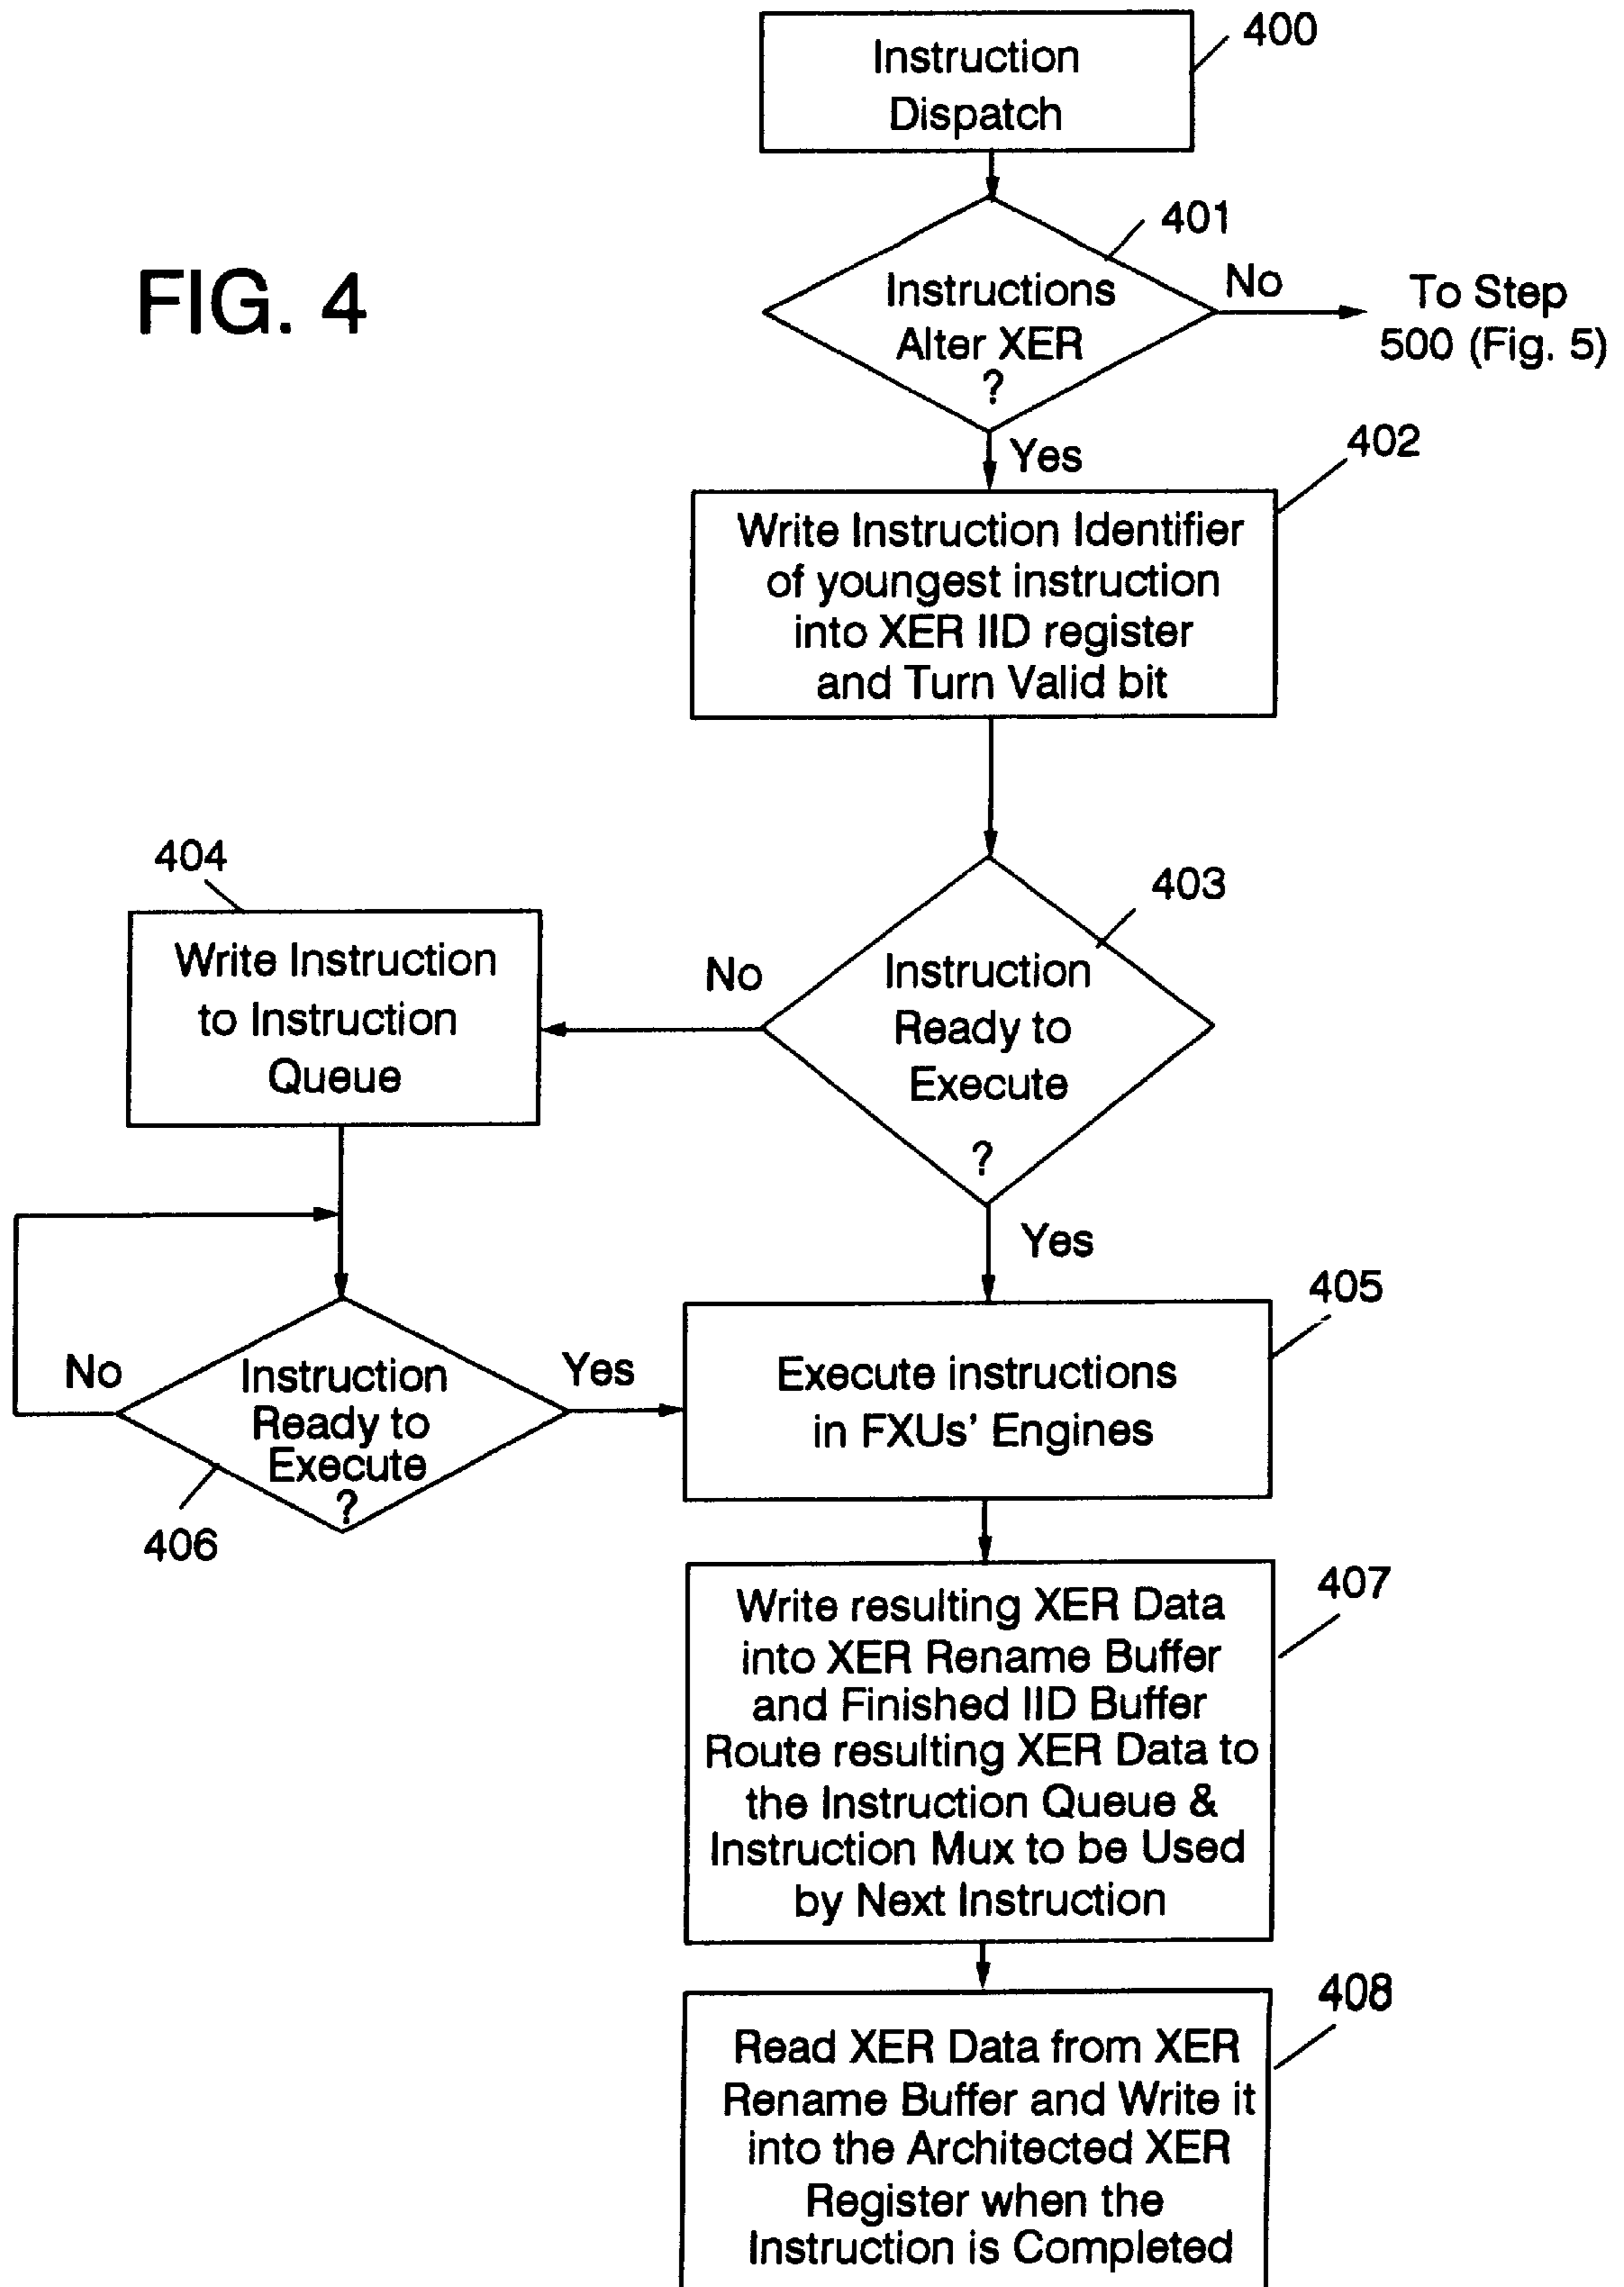 400
Instruction
Dispatch
401
FIG. 4
Instructions
Alter XER
?
No
To Step
500 (Fig. 5)
Yes
402
Write Instruction Identifier
of youngest instruction
into XER IID register
and Turn Valid bit
404
403
Write Instruction
to Instruction
Queue
No
Instruction
Ready to
Execute
?
Yes
405
No
Instruction
Ready to
Execute
?
Yes
406
Execute instructions
in FXUs' Engines
407
Write resulting XER Data
into XER Rename Buffer
and Finished IID Buffer
Route resulting XER Data to
the Instruction Queue &
Instruction Mux to be Used
by Next Instruction
408
Read XER Data from XER
Rename Buffer and Write it
into the Architected XER
Register when the
Instruction is Completed